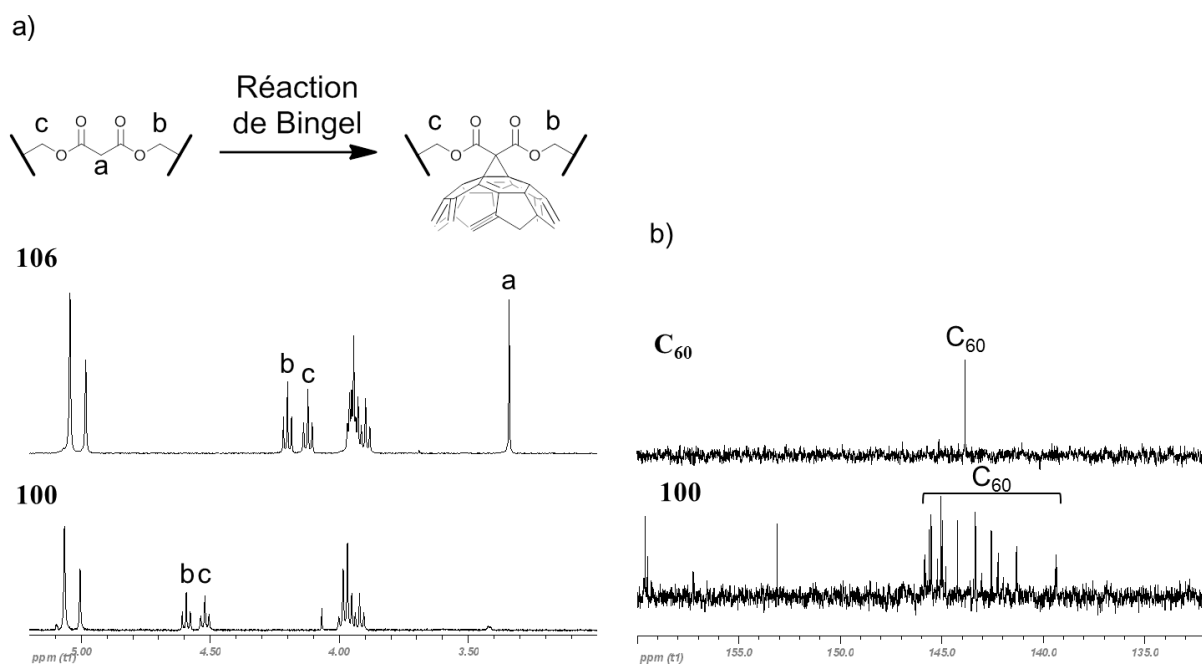 a)
Réaction
de Bingel
c O O b
O a O
c O O b
O O
106
a
b
c
100
b c
ppm (t1) 5.00 4.50 4.00 3.50
b)
C60
C60
C60
100
ppm (t1) 155.0 150.0 145.0 140.0 135.0